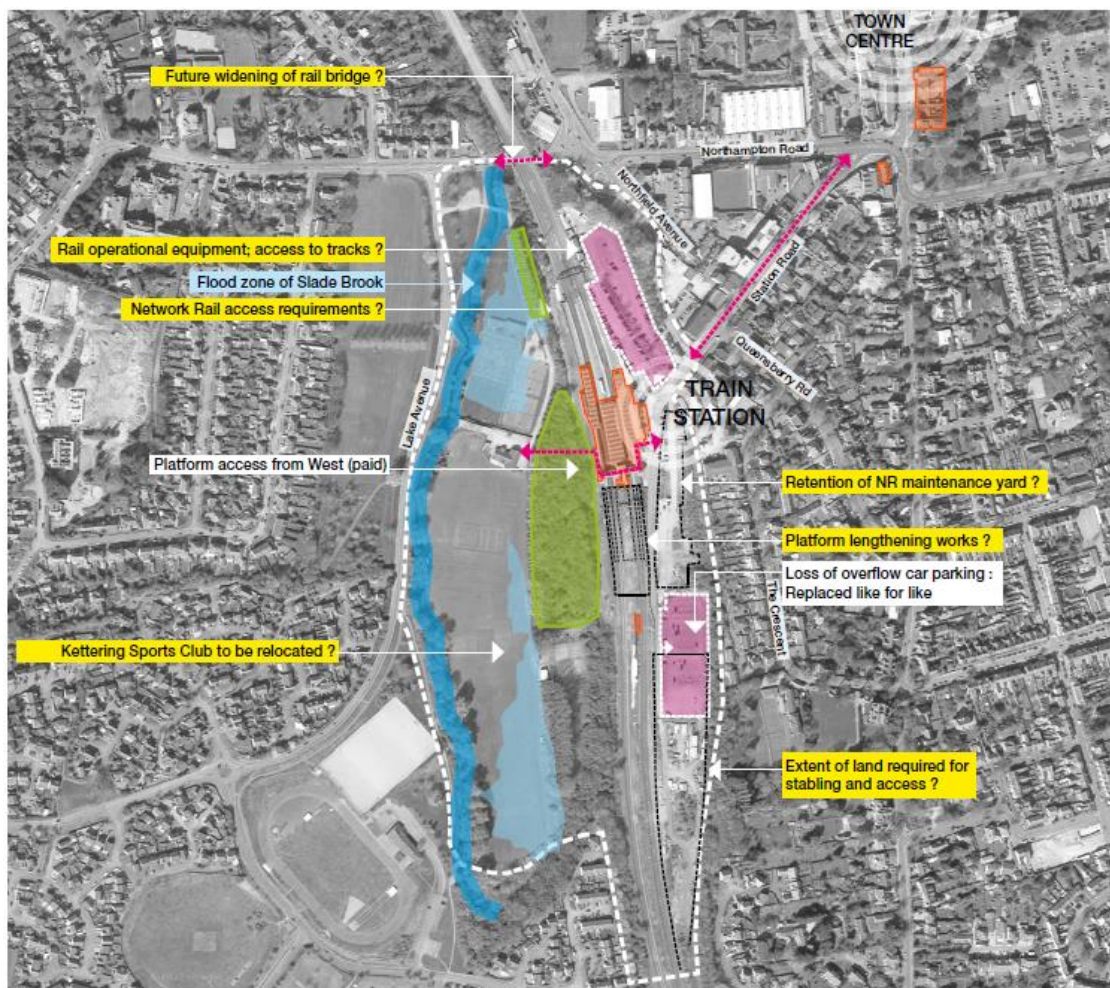 TOWN
CENTRE
Future widening of rail bridge ?
Northampton Road
Northfield Avenue
Rail operational equipment; access to tracks ?
Station Road
Flood zone of Slade Brook
Network Rail access requirements ?
Queensberry Rd
Lake Avenue
TRAIN
STATION
Platform access from West (paid)
Retention of NR maintenance yard ?
Platform lengthening works ?
Loss of overflow car parking :
Replaced like for like
The Crescent
Kettering Sports Club to be relocated ?
Extent of land required for
stabling and access ?